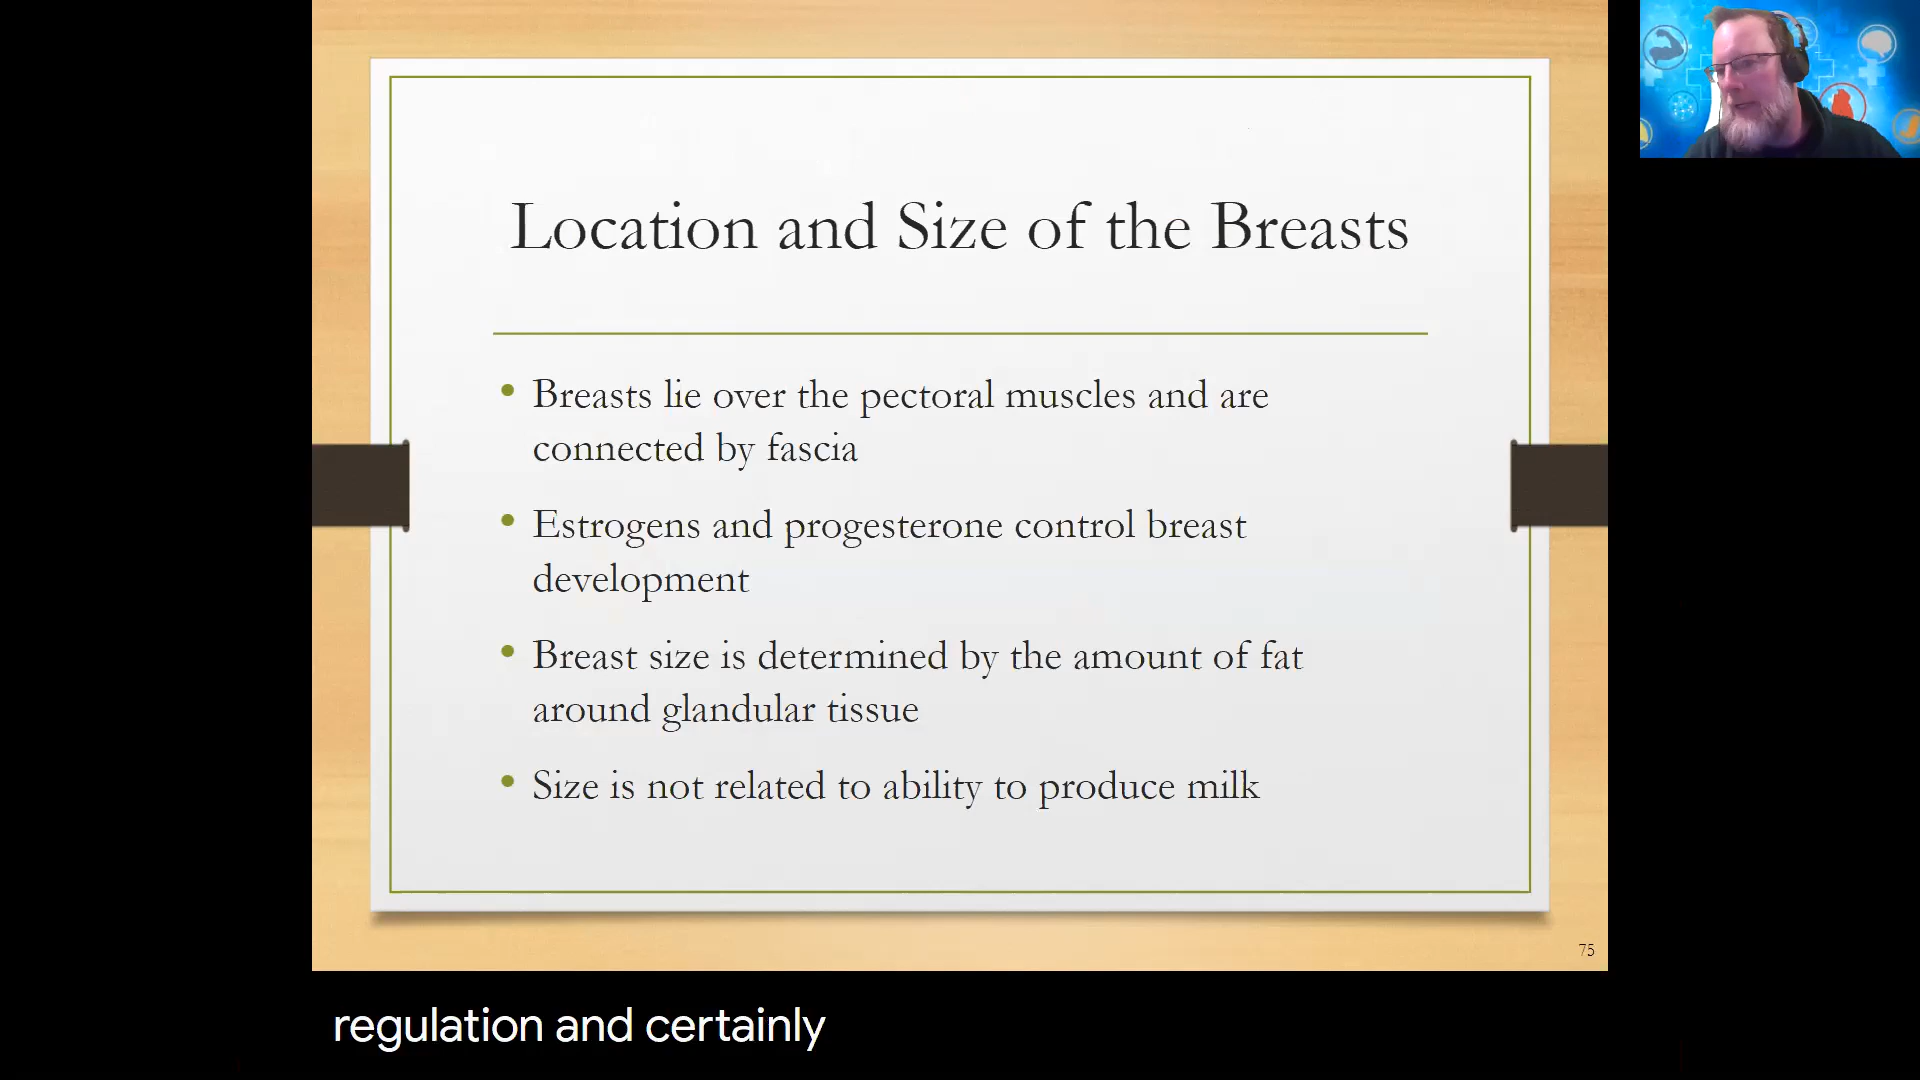 Location and Size of the Breasts
• Breasts lie over the pectoral muscles and are
connected by fascia
• Estrogens and progesterone control breast
development
• Breast size is determined by the amount of fat
around glandular tissue
• Size is not related to ability to produce milk
75
regulation and certainly